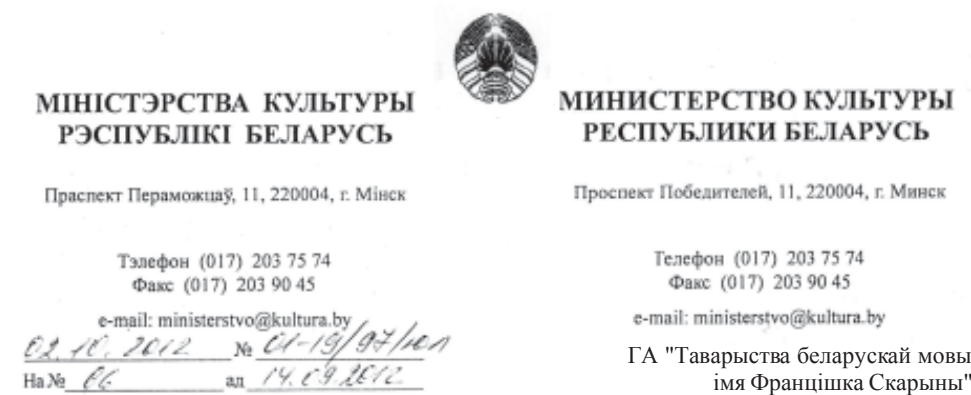 МІНІСТЭРСТВА КУЛЬТУРЫ
РЭСПУБЛІКІ БЕЛАРУСЬ
Праспект Пераможцаў, 11, 220004, г. Мінск
Тэлефон (017) 203 75 74
Факс (017) 203 90 45
e-mail: ministerstvo@kultura.by
02.10.2012 № 01-19/97/юл
На № 66 ад 14.09.2012
МИНИСТЕРСТВО КУЛЬТУРЫ
РЕСПУБЛИКИ БЕЛАРУСЬ
Проспект Победителей, 11, 220004, г. Минск
Телефон (017) 203 75 74
Факс (017) 203 90 45
e-mail: ministerstvo@kultura.by
ГА "Таварыства беларускай мовы
імя Францішка Скарыны"